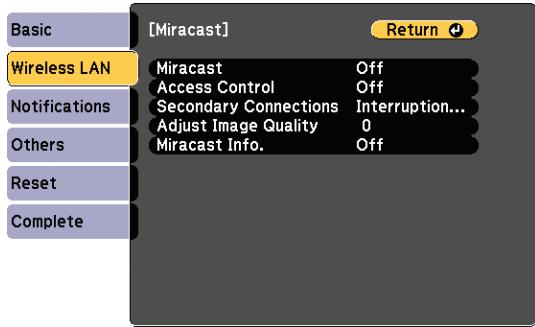 Basic
Wireless LAN
Notifications
Others
Reset
Complete
[Miracast] Return
Miracast Off
Access Control Off
Secondary Connections Interruption...
Adjust Image Quality 0
Miracast Info. Off